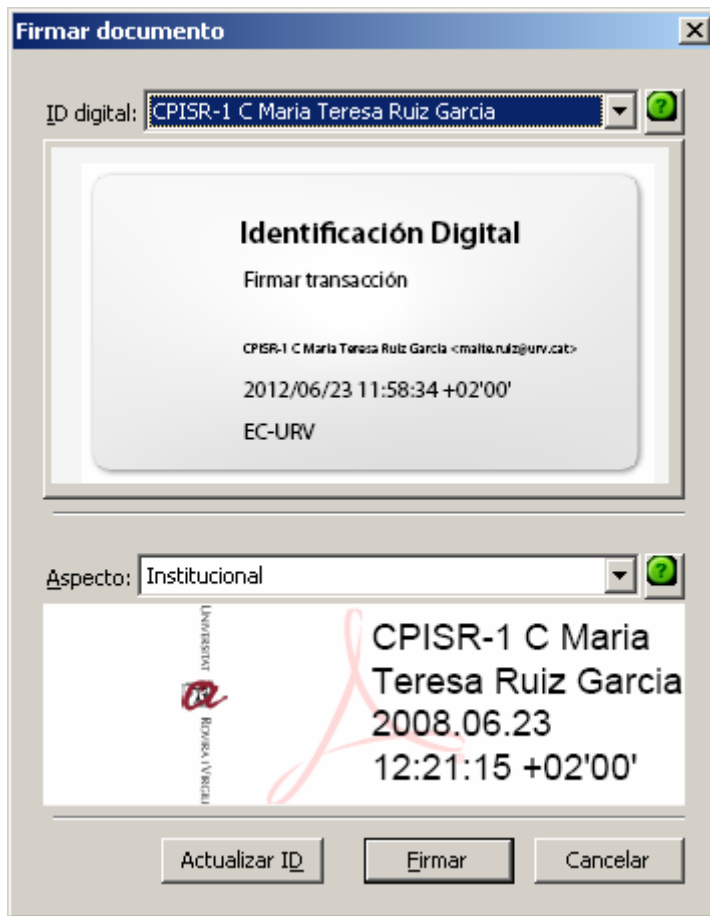 Firmar documento
ID digital: CPISR-1 C Maria Teresa Ruiz Garcia
Identificación Digital
Firmar transacción
CPISR-1 C Maria Teresa Ruiz Garcia <maite.ruiz@urv.cat>
2012/06/23 11:58:34 +02'00'
EC-URV
Aspecto: Institucional
UNIVERSITAT ROVIRA I VIRGILI
CPISR-1 C Maria
Teresa Ruiz Garcia
2008.06.23
12:21:15 +02'00'
Actualizar ID Firmar Cancelar